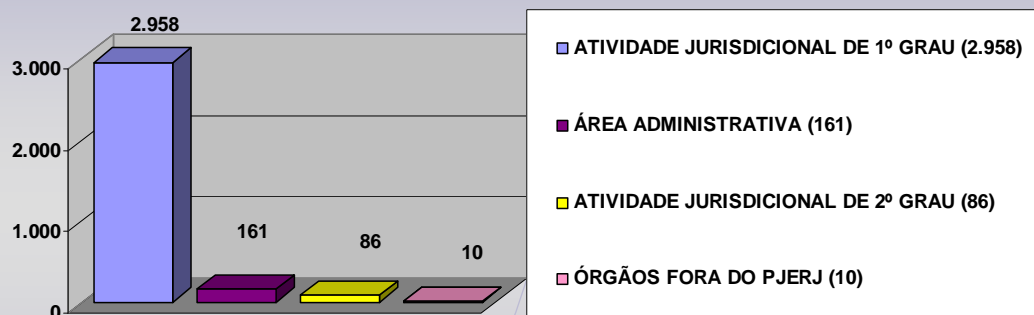 2.958
3.000
2.000
1.000
0
161
86
10
ATIVIDADE JURISDICIONAL DE 1º GRAU (2.958)
ÁREA ADMINISTRATIVA (161)
ATIVIDADE JURISDICIONAL DE 2º GRAU (86)
ÓRGÃOS FORA DO PJERJ (10)